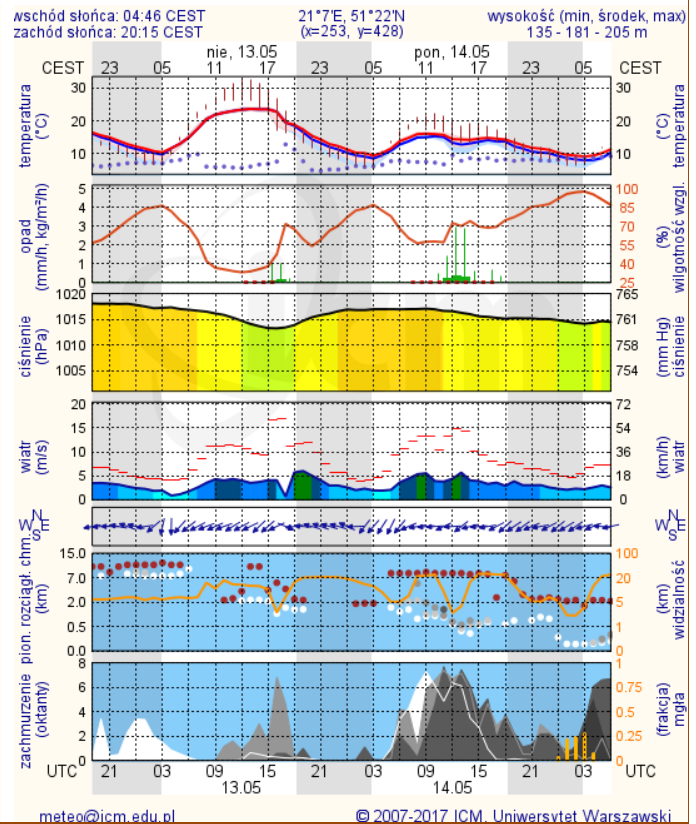 wschód słońca: 04:46 CEST 21°7'E, 51°22'N wysokość (min, środek, max)
zachód słońca: 20:15 CEST (x=253, y=428) 135 - 181 - 205 m
nie, 13.05 pon, 14.05
CEST 23 05 11 17 23 05 11 17 23 05 CEST
temperatura (°C)
30 20 10
30 20 10
temperatura (°C)
opad (mm/h, kg/m²/h)
5 4 3 2 1 0
100 85 70 55 40 25
(%) wilgotność wzgl.
ciśnienie (hPa)
1020 1015 1010 1005
765 761 758 754
(mm Hg) ciśnienie
wiatr (m/s)
20 15 10 5 0
72 54 36 18 0
(km/h) wiatr
N W E S
N W E S
pion. rozciągł. chm. (km)
15.0 7.0 2.0 0.5 0.0
100 20 5 1 0
(km) widzialność
zachmurzenie (oktanty)
8 6 4 2 0
1 0.75 0.5 0.25 0
(frakcja) mgła
UTC 21 03 09 15 21 03 09 15 21 03 UTC
13.05 14.05
meteo@icm.edu.pl © 2007-2017 ICM, Uniwersytet Warszawski